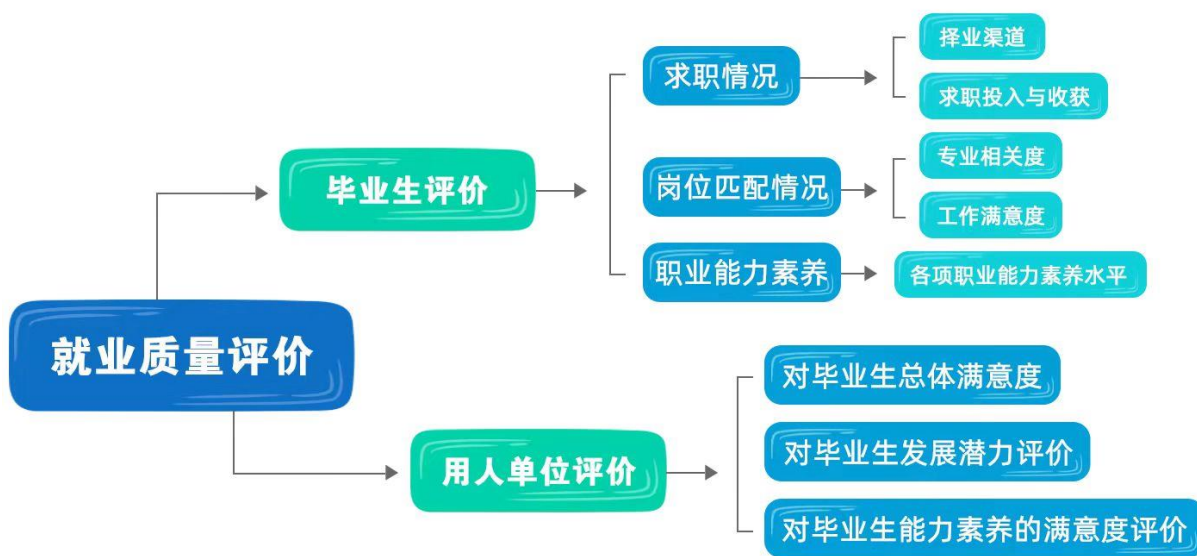 就业质量评价
毕业生评价
求职情况
择业渠道
求职投入与收获
岗位匹配情况
专业相关度
工作满意度
职业能力素养
各项职业能力素养水平
用人单位评价
对毕业生总体满意度
对毕业生发展潜力评价
对毕业生能力素养的满意度评价